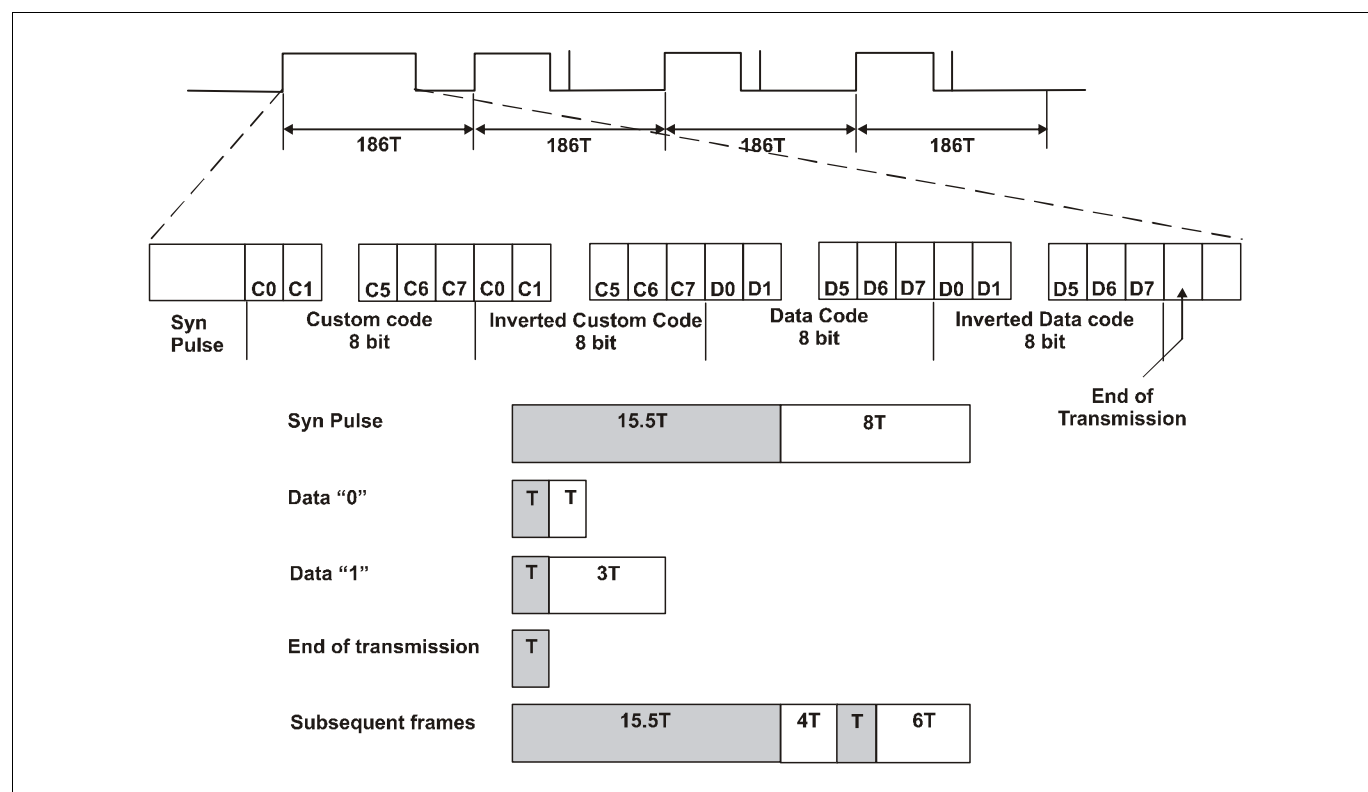 186T 186T 186T 186T
C0 C1 C5 C6 C7 C0 C1 C5 C6 C7 D0 D1 D5 D6 D7 D0 D1 D5 D6 D7
Syn
Pulse
Custom code
8 bit
Inverted Custom Code
8 bit
Data Code
8 bit
Inverted Data code
8 bit
End of
Transmission
Syn Pulse 15.5T 8T
Data “0” T T
Data “1” T 3T
End of transmission T
Subsequent frames 15.5T 4T T 6T